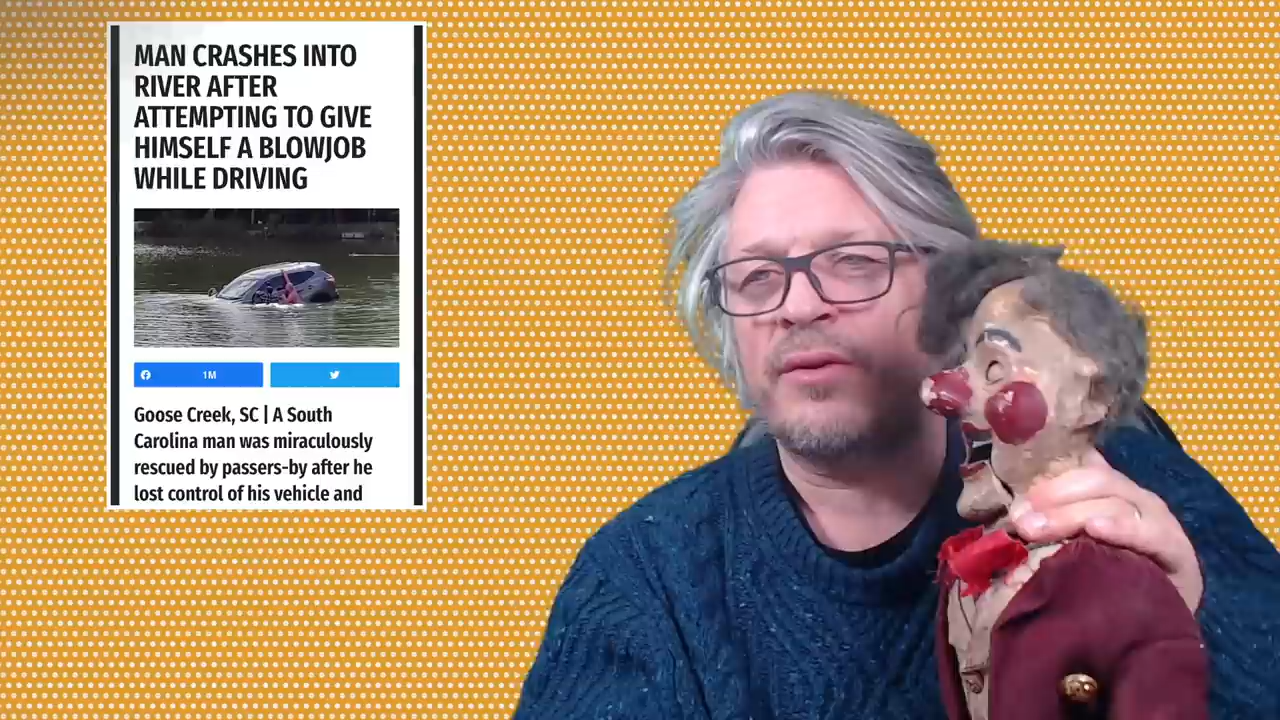 MAN CRASHES INTO
RIVER AFTER
ATTEMPTING TO GIVE
HIMSELF A BLOWJOB
WHILE DRIVING
1M
Goose Creek, SC | A South
Carolina man was miraculously
rescued by passers-by after he
lost control of his vehicle and